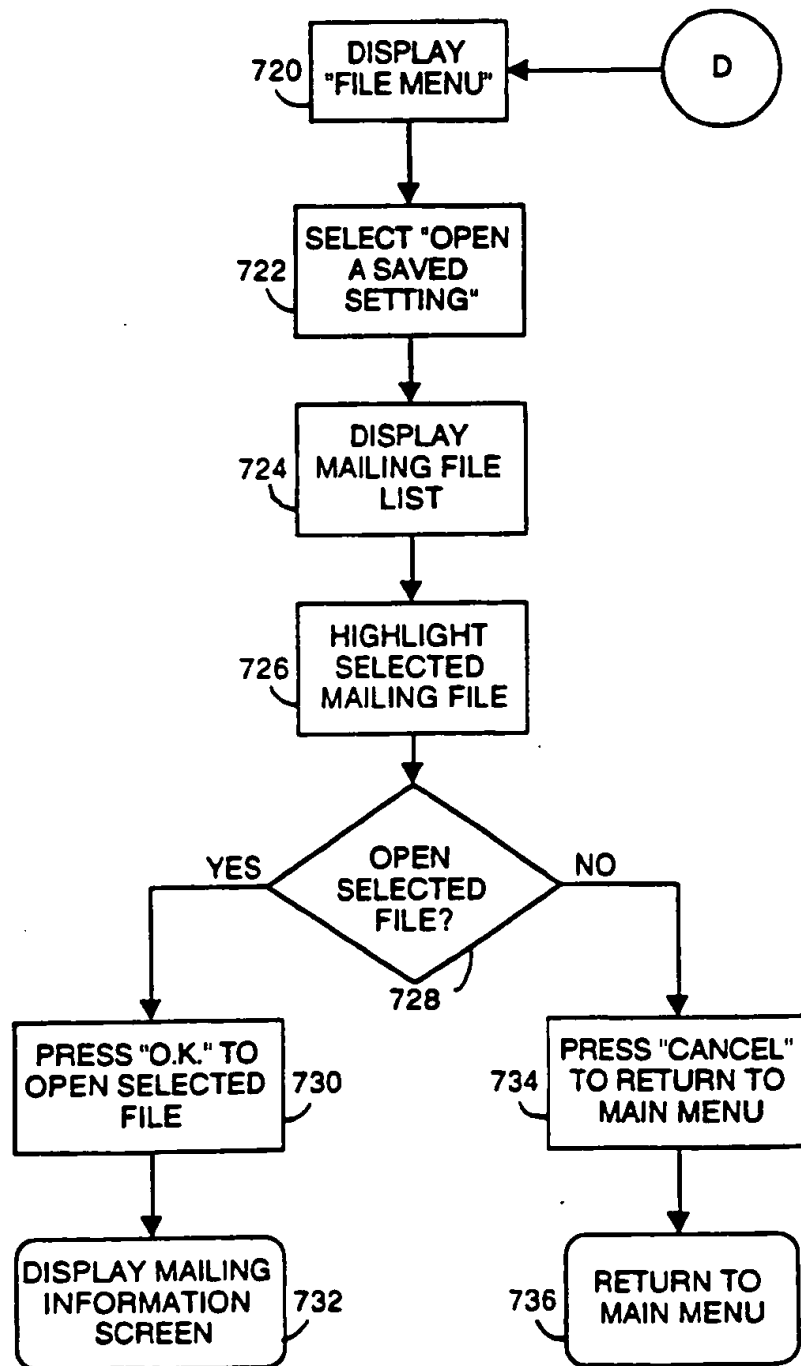 DISPLAY
"FILE MENU"
720
D
SELECT "OPEN
A SAVED
SETTING"
722
DISPLAY
MAILING FILE
LIST
724
HIGHLIGHT
SELECTED
MAILING FILE
726
YES
OPEN
SELECTED
FILE?
NO
728
PRESS "O.K." TO
OPEN SELECTED
FILE
730
734
PRESS "CANCEL"
TO RETURN TO
MAIN MENU
DISPLAY MAILING
INFORMATION
SCREEN
732
736
RETURN TO
MAIN MENU